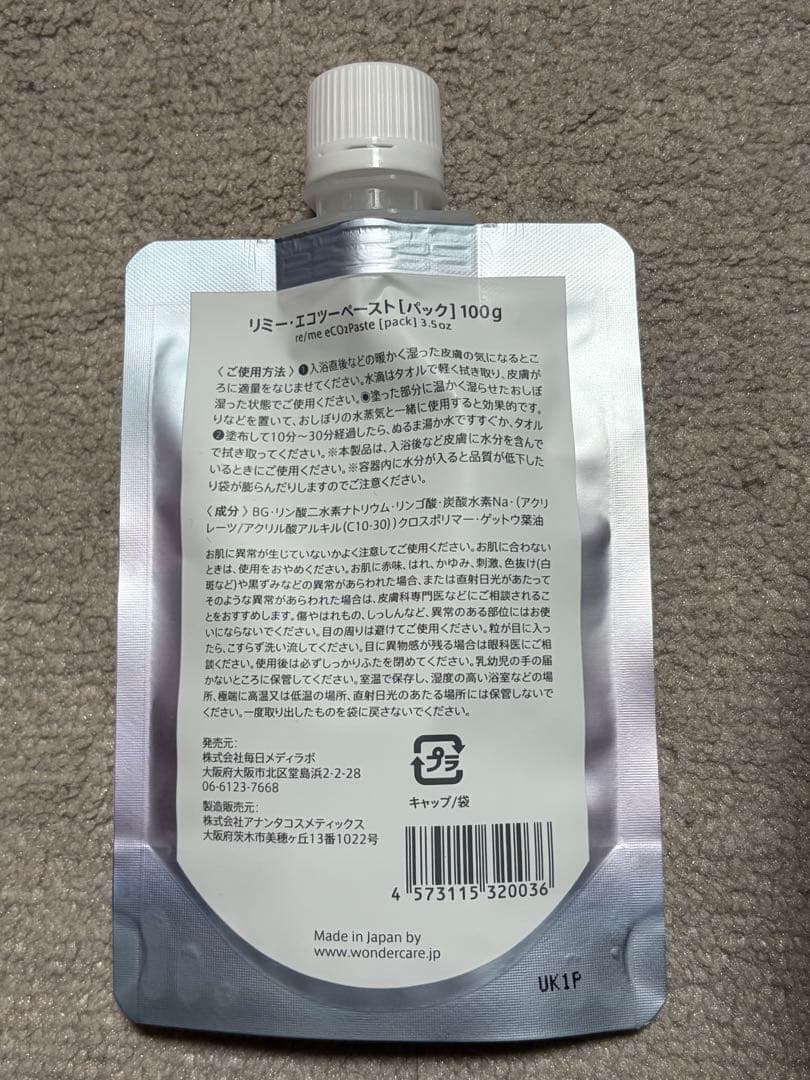 リミー・エコツーペースト[パック]100g
re/me eCO₂Paste [pack] 3.5oz
〈ご使用方法〉❶入浴直後などの暖かく湿った皮膚の気になるとこ
ろに適量をなじませてください。水滴はタオルで軽く拭き取り、皮膚が
湿った状態でご使用ください。◉塗った部分に温かく湿らせたおしぼ
りなどを置いて、おしぼりの水蒸気と一緒に使用すると効果的です。
❷塗布して10分〜30分経過したら、ぬるま湯か水ですすぐか、タオル
で拭き取ってください。※本製品は、入浴後など皮膚に水分を含んで
いるときにご使用ください。※容器内に水分が入ると品質が低下した
り袋が膨らんだりしますのでご注意ください。
〈成分〉BG・リン酸二水素ナトリウム・リンゴ酸・炭酸水素Na・(アクリ
レーツ/アクリル酸アルキル(C10-30))クロスポリマー・ゲットウ葉油
お肌に異常が生じていないかよく注意してご使用ください。お肌に合わない
ときは、使用をおやめください。お肌に赤味、はれ、かゆみ、刺激、色抜け(白
斑など)や黒ずみなどの異常があらわれた場合、または直射日光があたって
そのような異常があらわれた場合は、皮膚科専門医などにご相談されるこ
とをおすすめします。傷やはれもの、しっしんなど、異常のある部位にはお使
いにならないでください。目の周りは避けてご使用ください。粒が目に入っ
たら、こすらず洗い流してください。目に異物感が残る場合は眼科医にご相
談ください。使用後は必ずしっかりふたを閉めてください。乳幼児の手の届
かないところに保管してください。室温で保存し、湿度の高い浴室などの場
所、極端に高温又は低温の場所、直射日光のあたる場所には保管しないで
ください。一度取り出したものを袋に戻さないでください。
発売元:
株式会社毎日メディラボ
大阪府大阪市北区堂島浜2-2-28
06-6123-7668
製造販売元:
株式会社アナンタコスメティックス
大阪府茨木市美穂ヶ丘13番1022号
プラ
キャップ/袋
4 573115 320036
Made in Japan by
www.wondercare.jp
UK1P